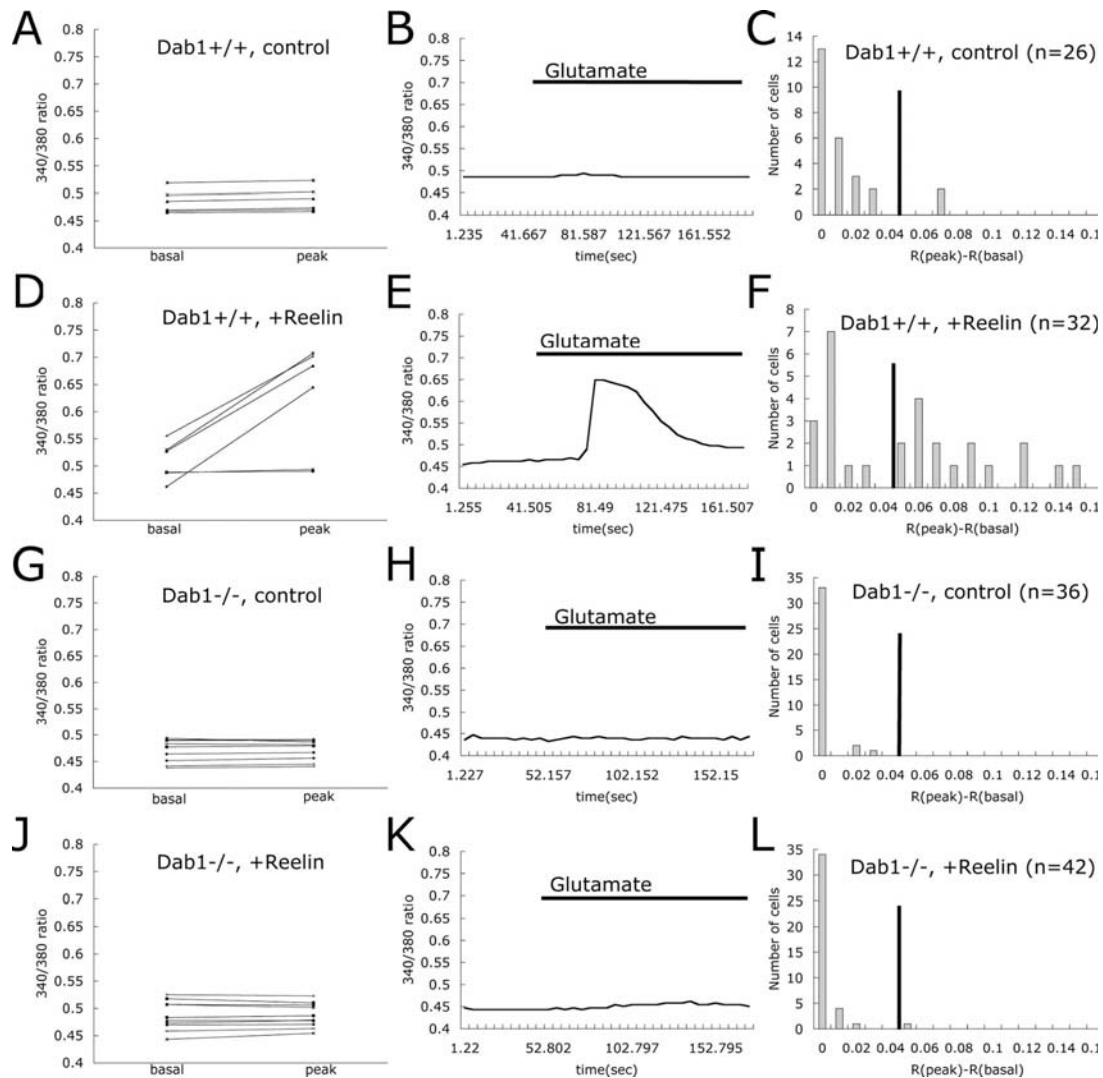 A
Dab1+/+, control
340/380 ratio
0.8
0.75
0.7
0.65
0.6
0.55
0.5
0.45
0.4
basal peak
B
340/380 ratio
0.8
0.75
0.7
0.65
0.6
0.55
0.5
0.45
0.4
Glutamate
1.235 41.667 81.587 121.567 161.552
time(sec)
C
Dab1+/+, control (n=26)
Number of cells
14
12
10
8
6
4
2
0
0 0.02 0.04 0.06 0.08 0.1 0.12 0.14 0.1
R(peak)-R(basal)
D
Dab1+/+, +Reelin
340/380 ratio
0.8
0.75
0.7
0.65
0.6
0.55
0.5
0.45
0.4
basal peak
E
340/380 ratio
0.8
0.75
0.7
0.65
0.6
0.55
0.5
0.45
0.4
Glutamate
1.255 41.505 81.49 121.475 161.507
time(sec)
F
Dab1+/+, +Reelin (n=32)
Number of cells
8
7
6
5
4
3
2
1
0
0 0.02 0.04 0.06 0.08 0.1 0.12 0.14 0.1
R(peak)-R(basal)
G
Dab1-/-, control
340/380 ratio
0.8
0.75
0.7
0.65
0.6
0.55
0.5
0.45
0.4
basal peak
H
340/380 ratio
0.8
0.75
0.7
0.65
0.6
0.55
0.5
0.45
0.4
Glutamate
1.227 52.157 102.152 152.15
time(sec)
I
Dab1-/-, control (n=36)
Number of cells
35
30
25
20
15
10
5
0
0 0.02 0.04 0.06 0.08 0.1 0.12 0.14 0.1
R(peak)-R(basal)
J
Dab1-/-, +Reelin
340/380 ratio
0.8
0.75
0.7
0.65
0.6
0.55
0.5
0.45
0.4
basal peak
K
340/380 ratio
0.8
0.75
0.7
0.65
0.6
0.55
0.5
0.45
0.4
Glutamate
1.22 52.802 102.797 152.795
time(sec)
L
Dab1-/-, +Reelin (n=42)
Number of cells
35
30
25
20
15
10
5
0
0 0.02 0.04 0.06 0.08 0.1 0.12 0.14 0.1
R(peak)-R(basal)